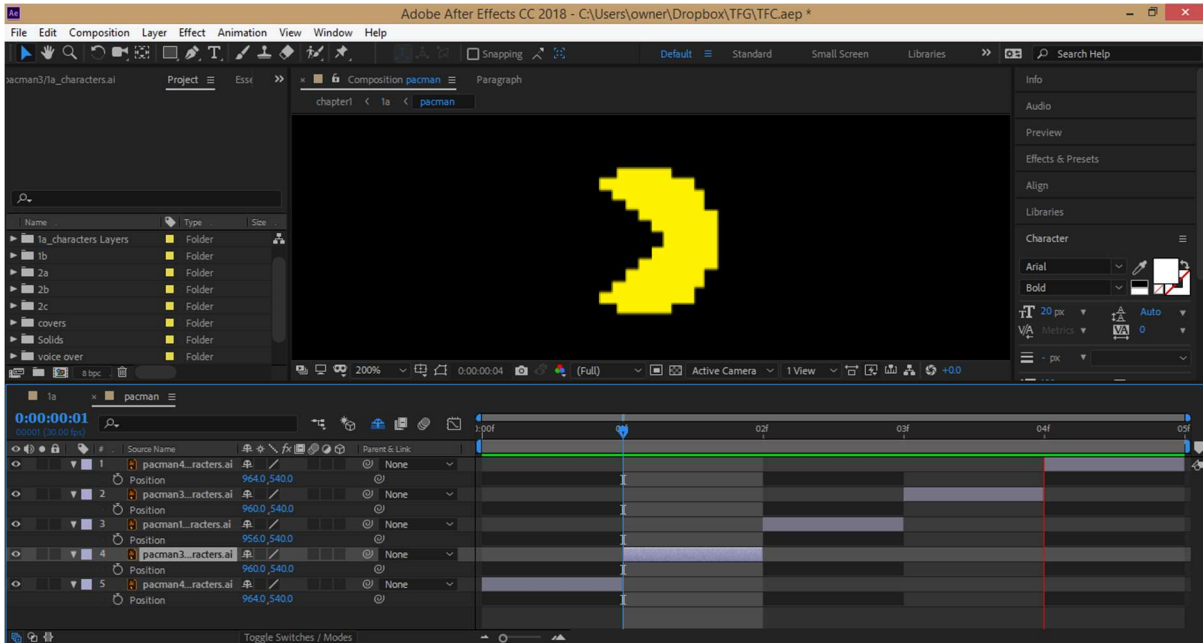 Ae Adobe After Effects CC 2018 - C:\Users\owner\Dropbox\TFG\TFC.aep *
File Edit Composition Layer Effect Animation View Window Help
Snapping Default Standard Small Screen Libraries Search Help
pacman3/1a_characters.ai Project Esse Composition pacman Paragraph
chapter1 1a pacman
Info
Audio
Preview
Effects & Presets
Align
Libraries
Character
Arial
Bold
20 px Auto
Metrics 0
- px
Name Type Size
1a_characters Layers Folder
1b Folder
2a Folder
2b Folder
2c Folder
covers Folder
Solids Folder
voice over Folder
8 bpc
200% 0:00:00:04 (Full) Active Camera 1 View +0.0
1a pacman
0:00:00:01
00001 (30.00 fps)
02f 03f 04f 05f
# Source Name Parent & Link
1 pacman4...racters.ai None
Position 964.0,540.0
2 pacman3...racters.ai None
Position 960.0,540.0
3 pacman1...racters.ai None
Position 956.0,540.0
4 pacman3...racters.ai None
Position 960.0,540.0
5 pacman4...racters.ai None
Position 964.0,540.0
Toggle Switches / Modes